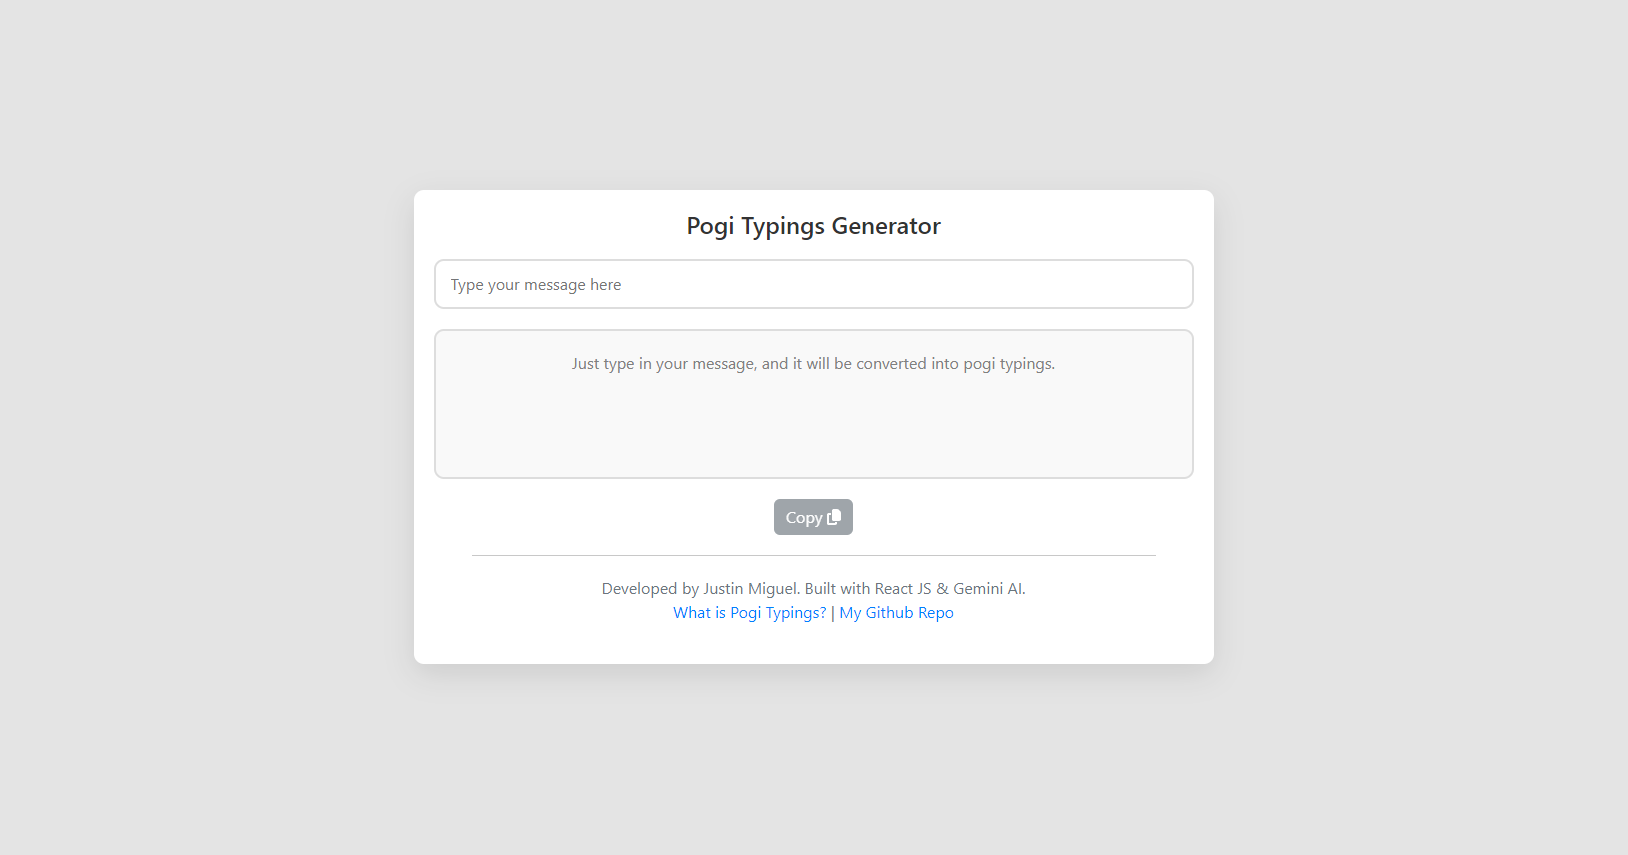 Pogi Typings Generator
Type your message here
Just type in your message, and it will be converted into pogi typings.
Copy
Developed by Justin Miguel. Built with React JS & Gemini AI.
What is Pogi Typings? | My Github Repo